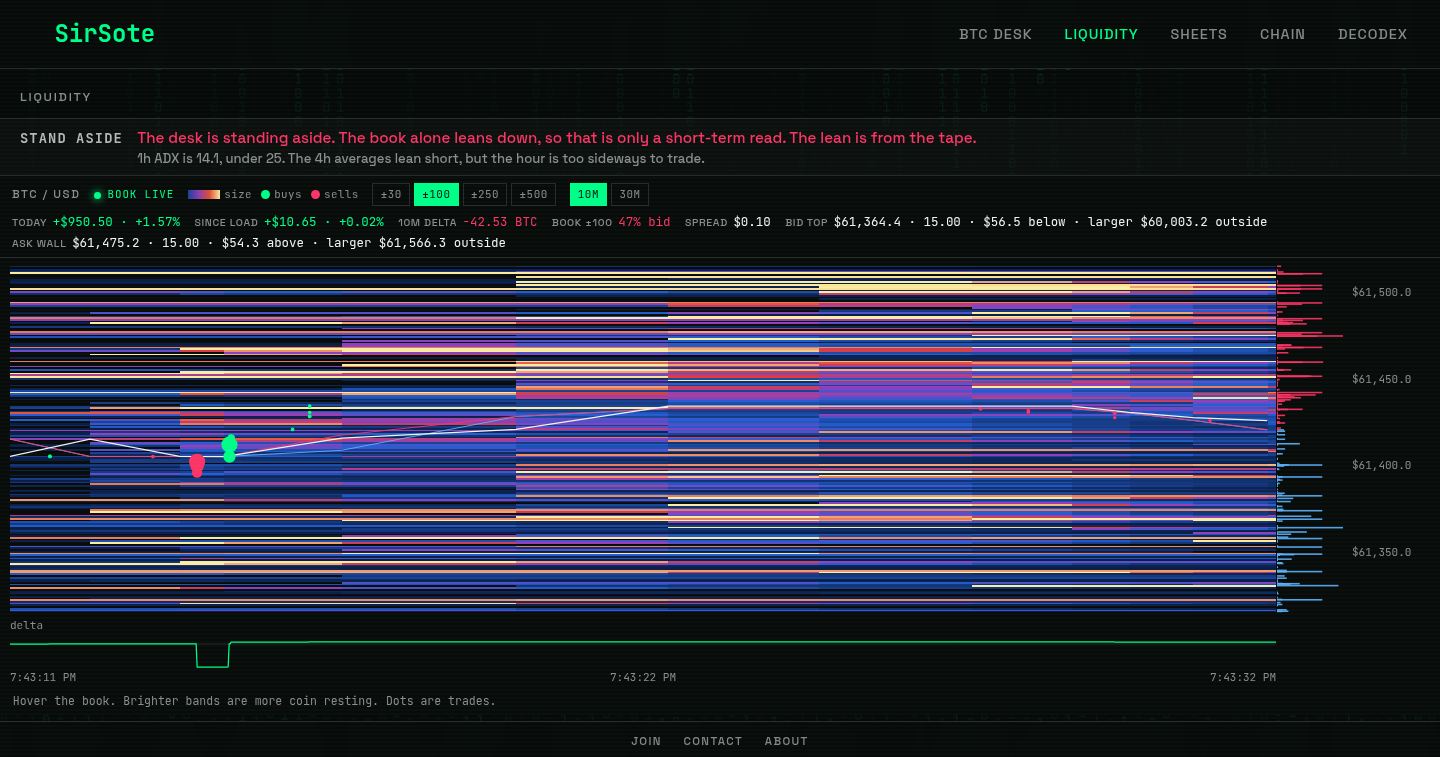 SirSote
BTC DESK LIQUIDITY SHEETS CHAIN DECODEX
LIQUIDITY
STAND ASIDE The desk is standing aside. The book alone leans down, so that is only a short-term read. The lean is from the tape.
1h ADX is 14.1, under 25. The 4h averages lean short, but the hour is too sideways to trade.
BTC / USD BOOK LIVE size buys sells ±30 ±100 ±250 ±500 10M 30M
TODAY +$950.50 · +1.57% SINCE LOAD +$10.65 · +0.02% 10M DELTA -42.53 BTC BOOK ±100 47% bid SPREAD $0.10 BID TOP $61,364.4 · 15.00 · $56.5 below · larger $60,003.2 outside
ASK WALL $61,475.2 · 15.00 · $54.3 above · larger $61,566.3 outside
$61,500.0
$61,450.0
$61,400.0
$61,350.0
delta
7:43:11 PM 7:43:22 PM 7:43:32 PM
Hover the book. Brighter bands are more coin resting. Dots are trades.
JOIN CONTACT ABOUT